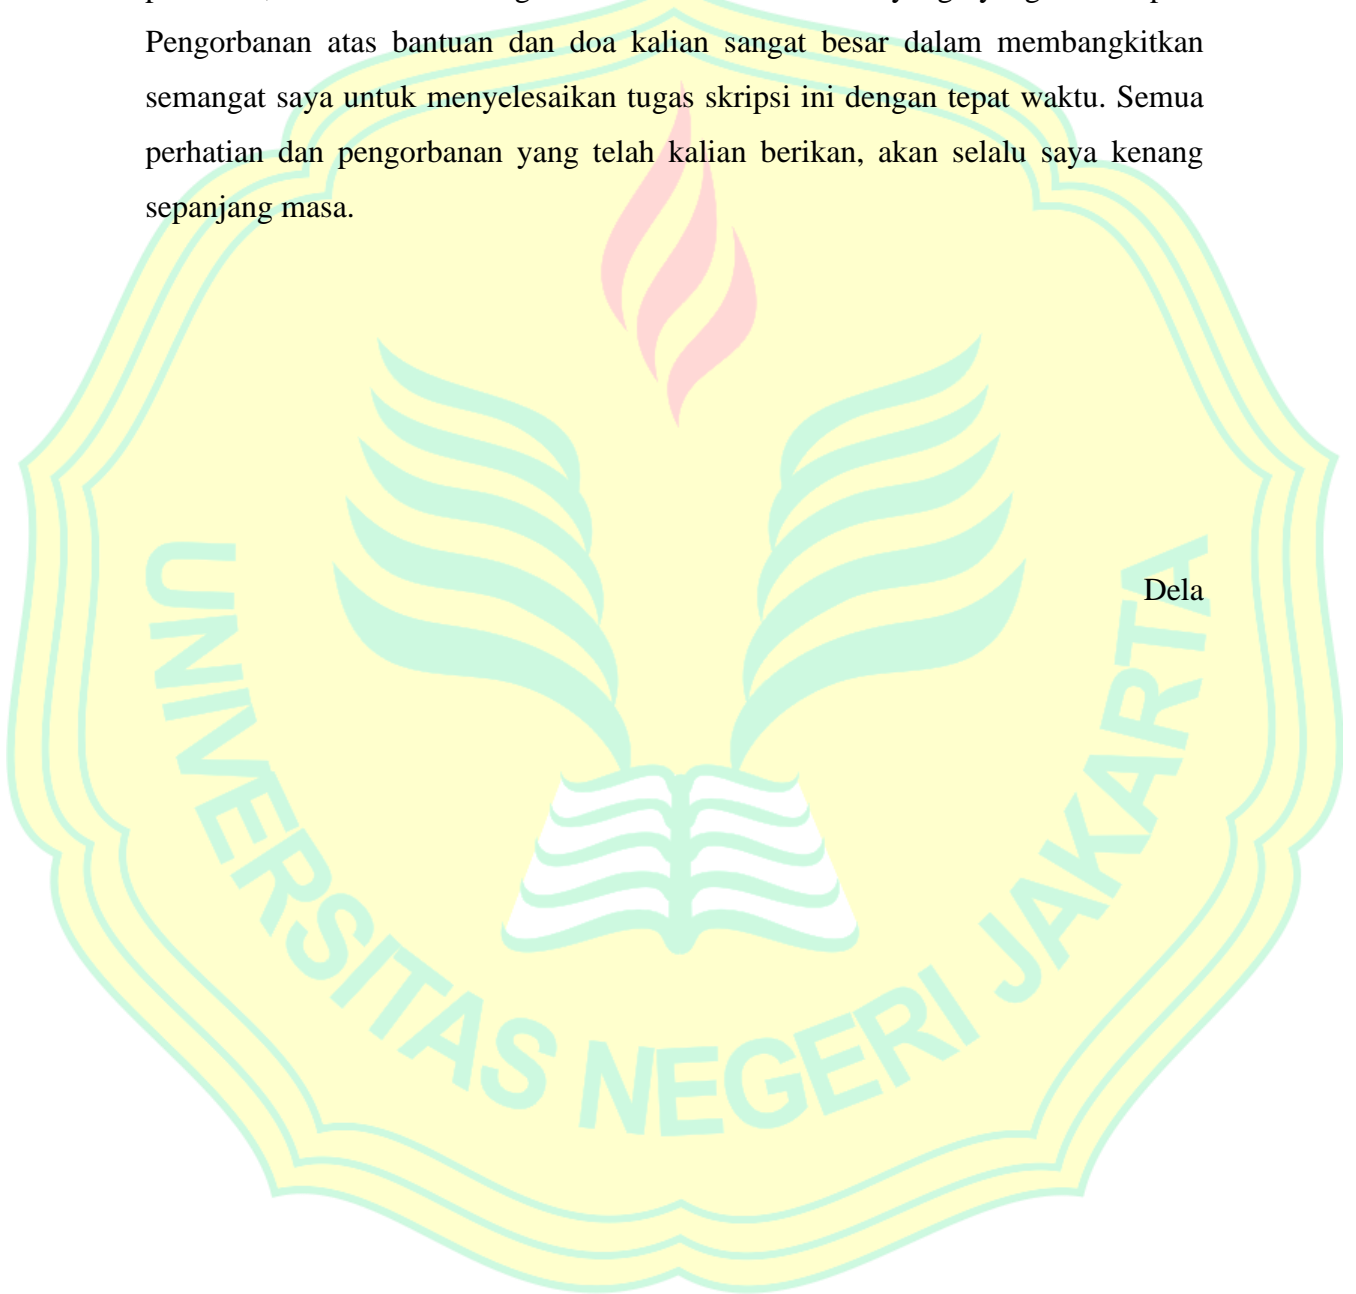 Pengorbanan atas bantuan dan doa kalian sangat besar dalam membangkitkan
semangat saya untuk menyelesaikan tugas skripsi ini dengan tepat waktu. Semua
perhatian dan pengorbanan yang telah kalian berikan, akan selalu saya kenang
sepanjang masa.
Dela
UNIVERSITAS NEGERI JAKARTA